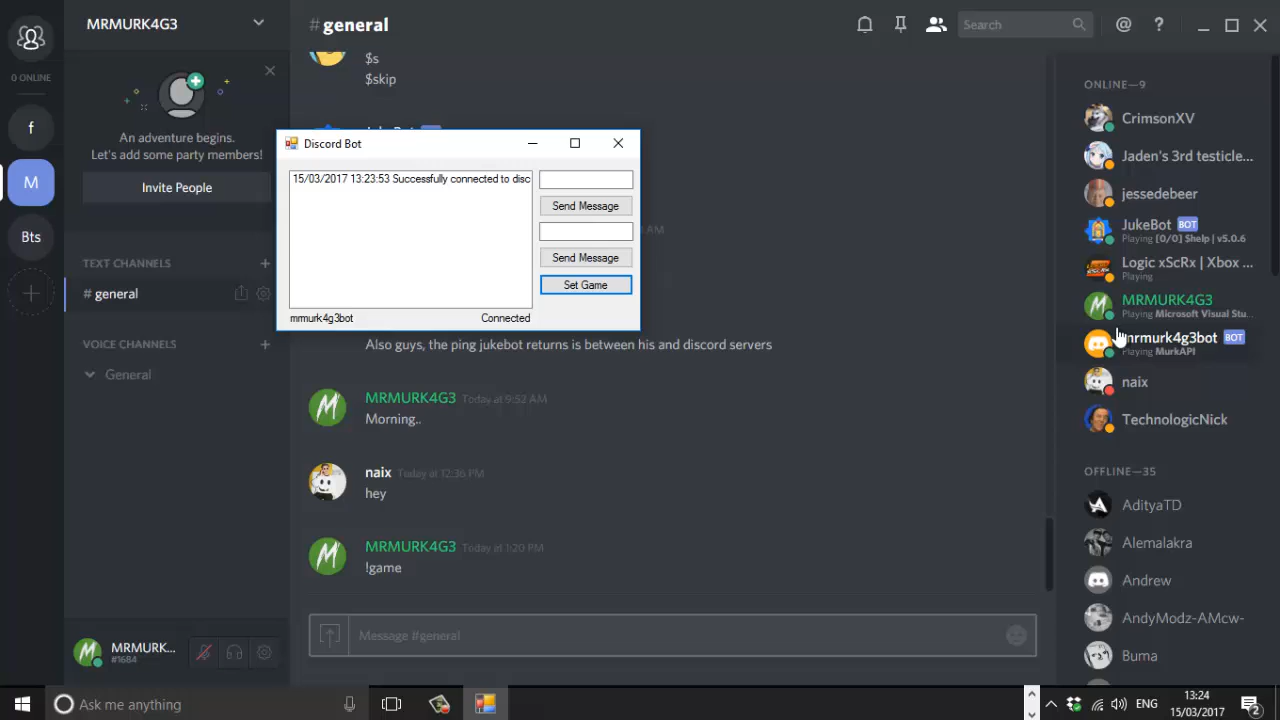 MRMURK4G3
0 ONLINE
f
M
Bts
An adventure begins.
Let's add some party members!
Invite People
TEXT CHANNELS
# general
VOICE CHANNELS
General
MRMURK...
#1684
# general
Search
@
?
$s
$skip
Discord Bot
15/03/2017 13:23:53 Successfully connected to disc
Send Message
Send Message
Set Game
mrmurk4g3bot
Connected
AM
Also guys, the ping jukebot returns is between his and discord servers
MRMURK4G3 Today at 9:52 AM
Morning..
naix Today at 12:36 PM
hey
MRMURK4G3 Today at 1:20 PM
!game
Message #general
ONLINE—9
CrimsonXV
Jaden's 3rd testicle...
jessedebeer
JukeBot BOT
Playing [0/0] $help | v5.0.6
Logic xScRx | Xbox ...
Playing
MRMURK4G3
Playing Microsoft Visual Stu...
mrmurk4g3bot BOT
Playing MurkAPI
naix
TechnologicNick
OFFLINE—35
AdityaTD
Alemalakra
Andrew
AndyModz-AMcw-
Buma
Ask me anything
ENG
13:24
15/03/2017
2